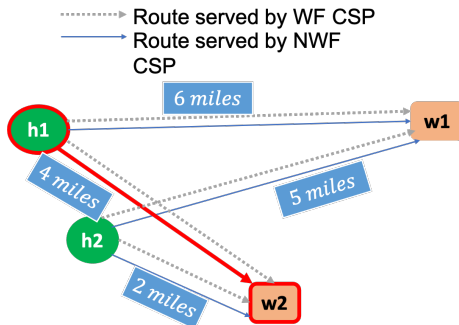 Route served by WF CSP
Route served by NWF
CSP
6 miles
h1
w1
4 miles
5 miles
h2
2 miles
w2